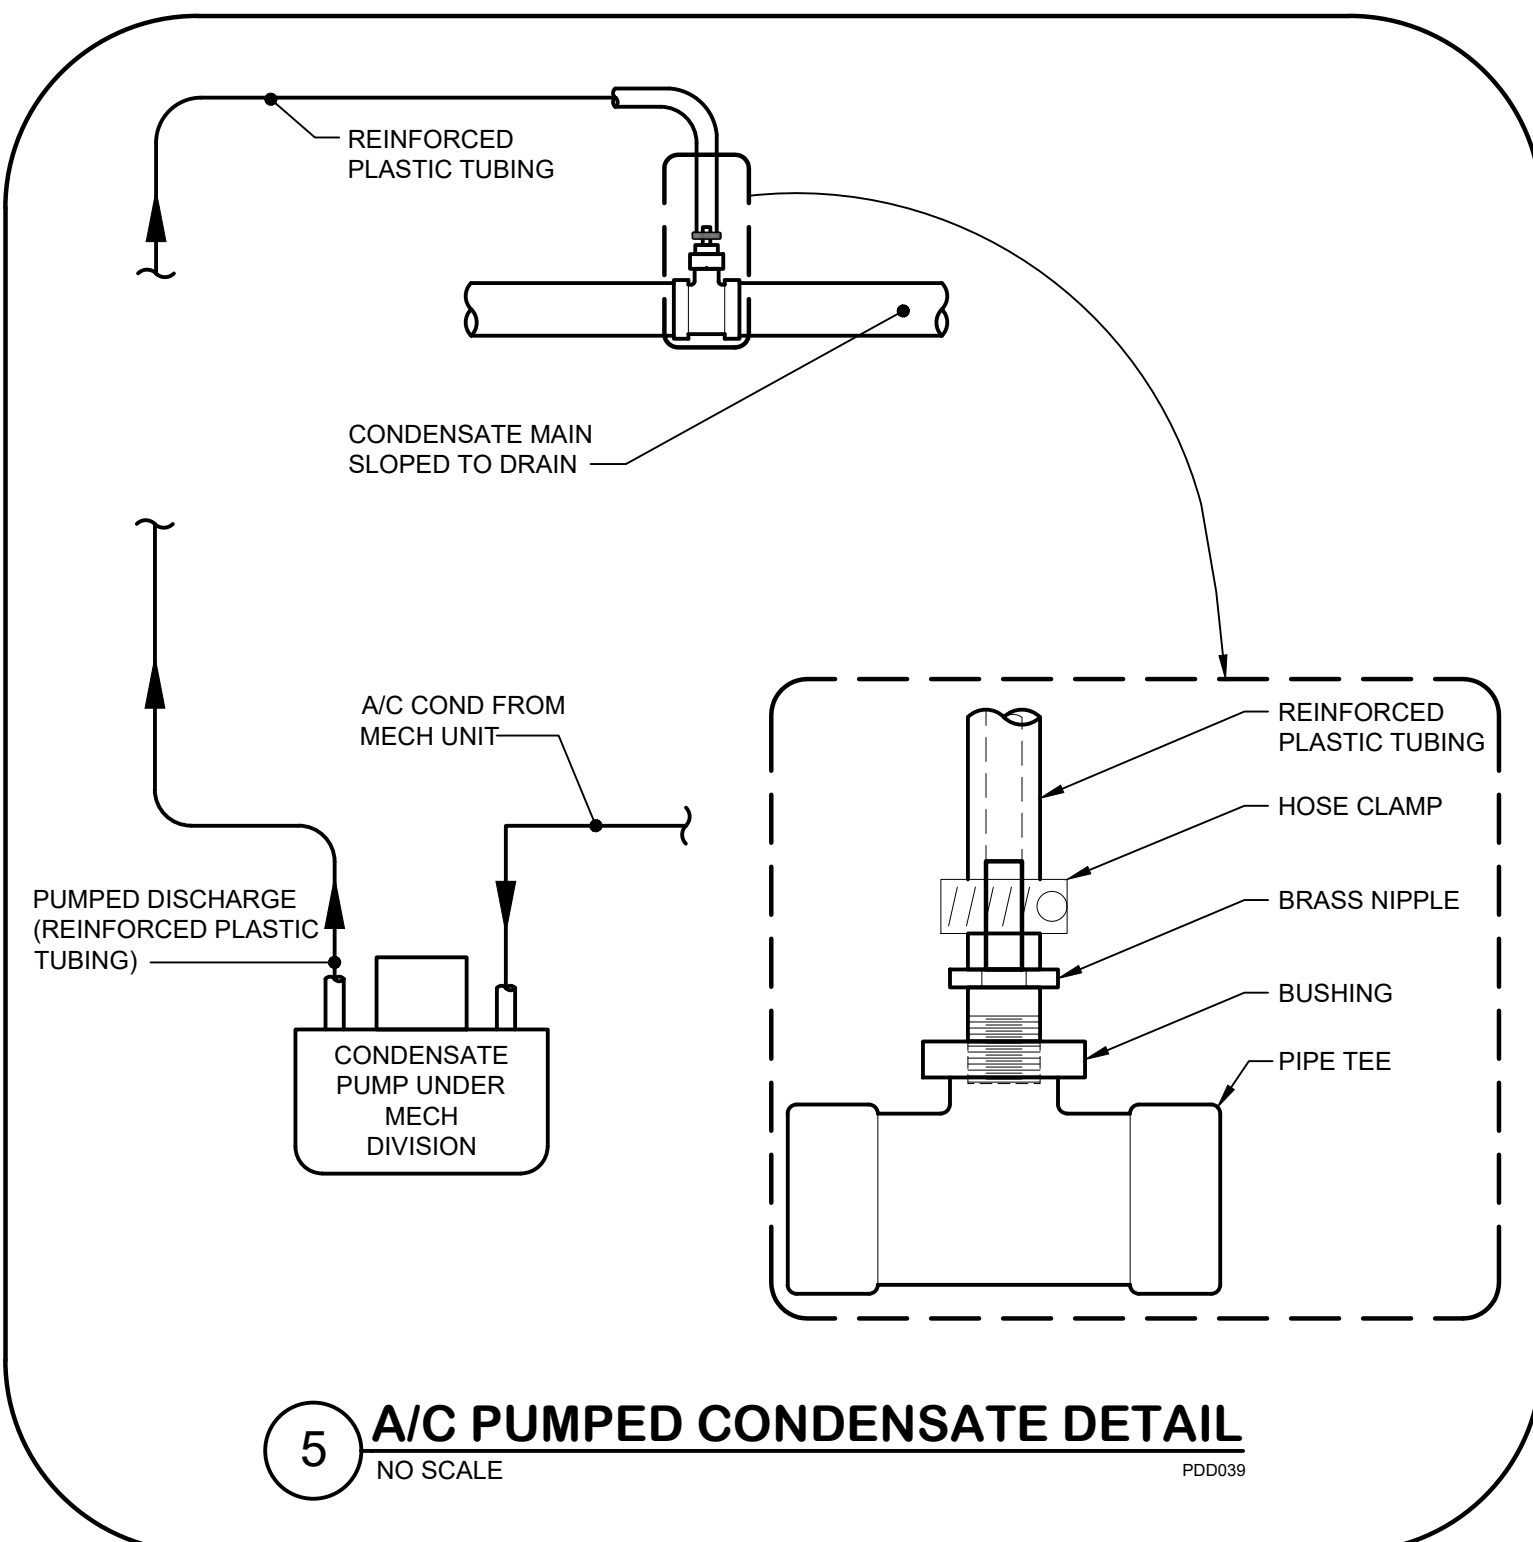 REINFORCED
PLASTIC TUBING
CONDENSATE MAIN
SLOPED TO DRAIN
A/C COND FROM
MECH UNIT
PUMPED DISCHARGE
(REINFORCED PLASTIC
TUBING)
CONDENSATE
PUMP UNDER
MECH
DIVISION
REINFORCED
PLASTIC TUBING
HOSE CLAMP
BRASS NIPPLE
BUSHING
PIPE TEE
5
A/C PUMPED CONDENSATE DETAIL
NO SCALE
PDD039